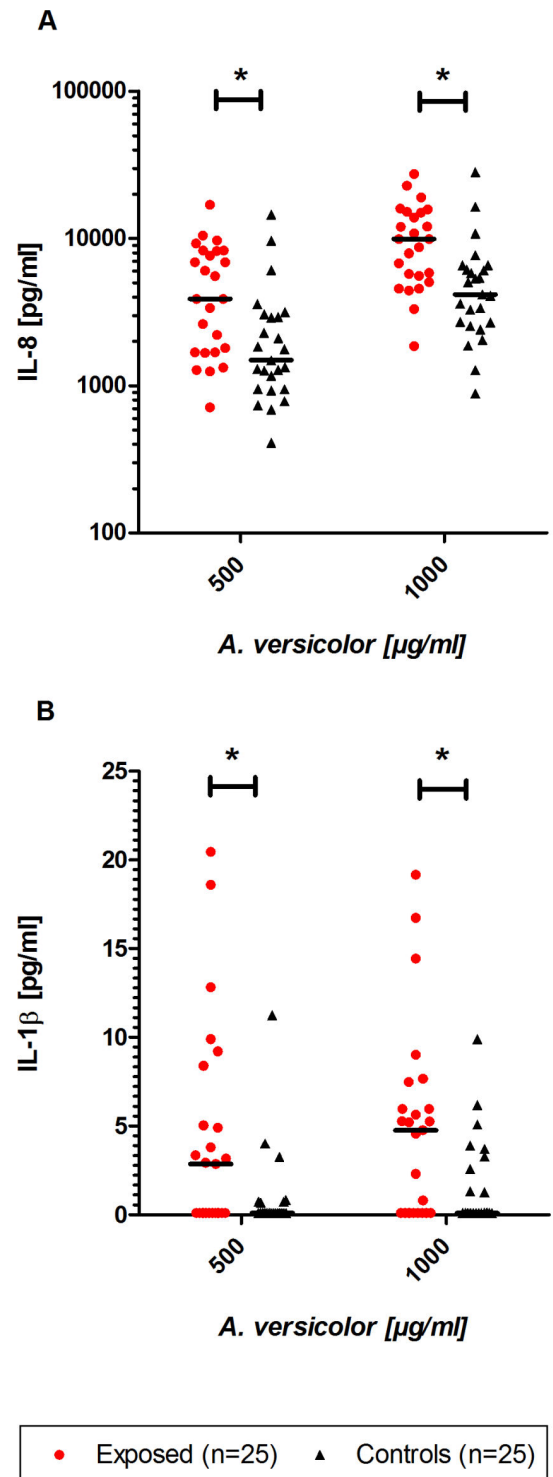 A
* *
100000
10000
1000
100
IL-8 [pg/ml]
500 1000
A. versicolor [µg/ml]
B
* *
25
20
15
10
5
0
IL-1β [pg/ml]
500 1000
A. versicolor [µg/ml]
Exposed (n=25) Controls (n=25)